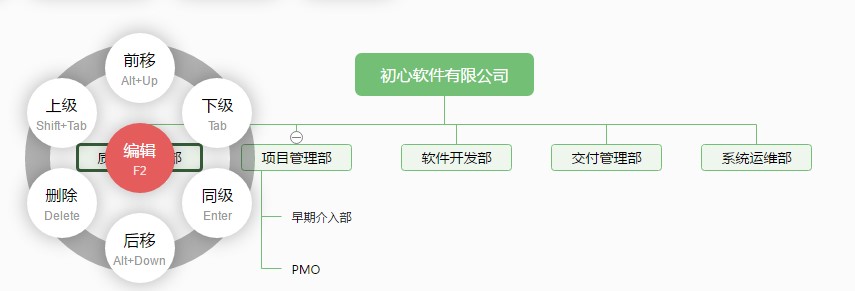 前移
Alt+Up
上级
Shift+Tab
下级
Tab
编辑
F2
删除
Delete
同级
Enter
后移
Alt+Down
初心软件有限公司
部
项目管理部
软件开发部
交付管理部
系统运维部
早期介入部
PMO